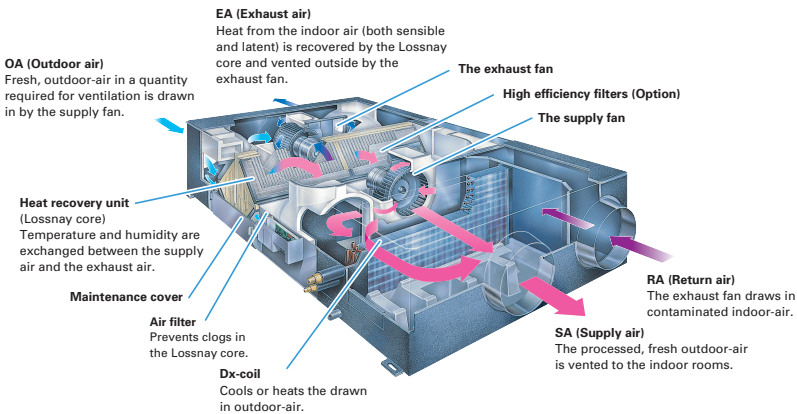 EA (Exhaust air)
Heat from the indoor air (both sensible
and latent) is recovered by the Lossnay
core and vented outside by the
exhaust fan.
OA (Outdoor air)
Fresh, outdoor-air in a quantity
required for ventilation is drawn
in by the supply fan.
The exhaust fan
High efficiency filters (Option)
The supply fan
Heat recovery unit
(Lossnay core)
Temperature and humidity are
exchanged between the supply
air and the exhaust air.
Maintenance cover
Air filter
Prevents clogs in
the Lossnay core.
Dx-coil
Cools or heats the drawn
in outdoor-air.
RA (Return air)
The exhaust fan draws in
contaminated indoor-air.
SA (Supply air)
The processed, fresh outdoor-air
is vented to the indoor rooms.